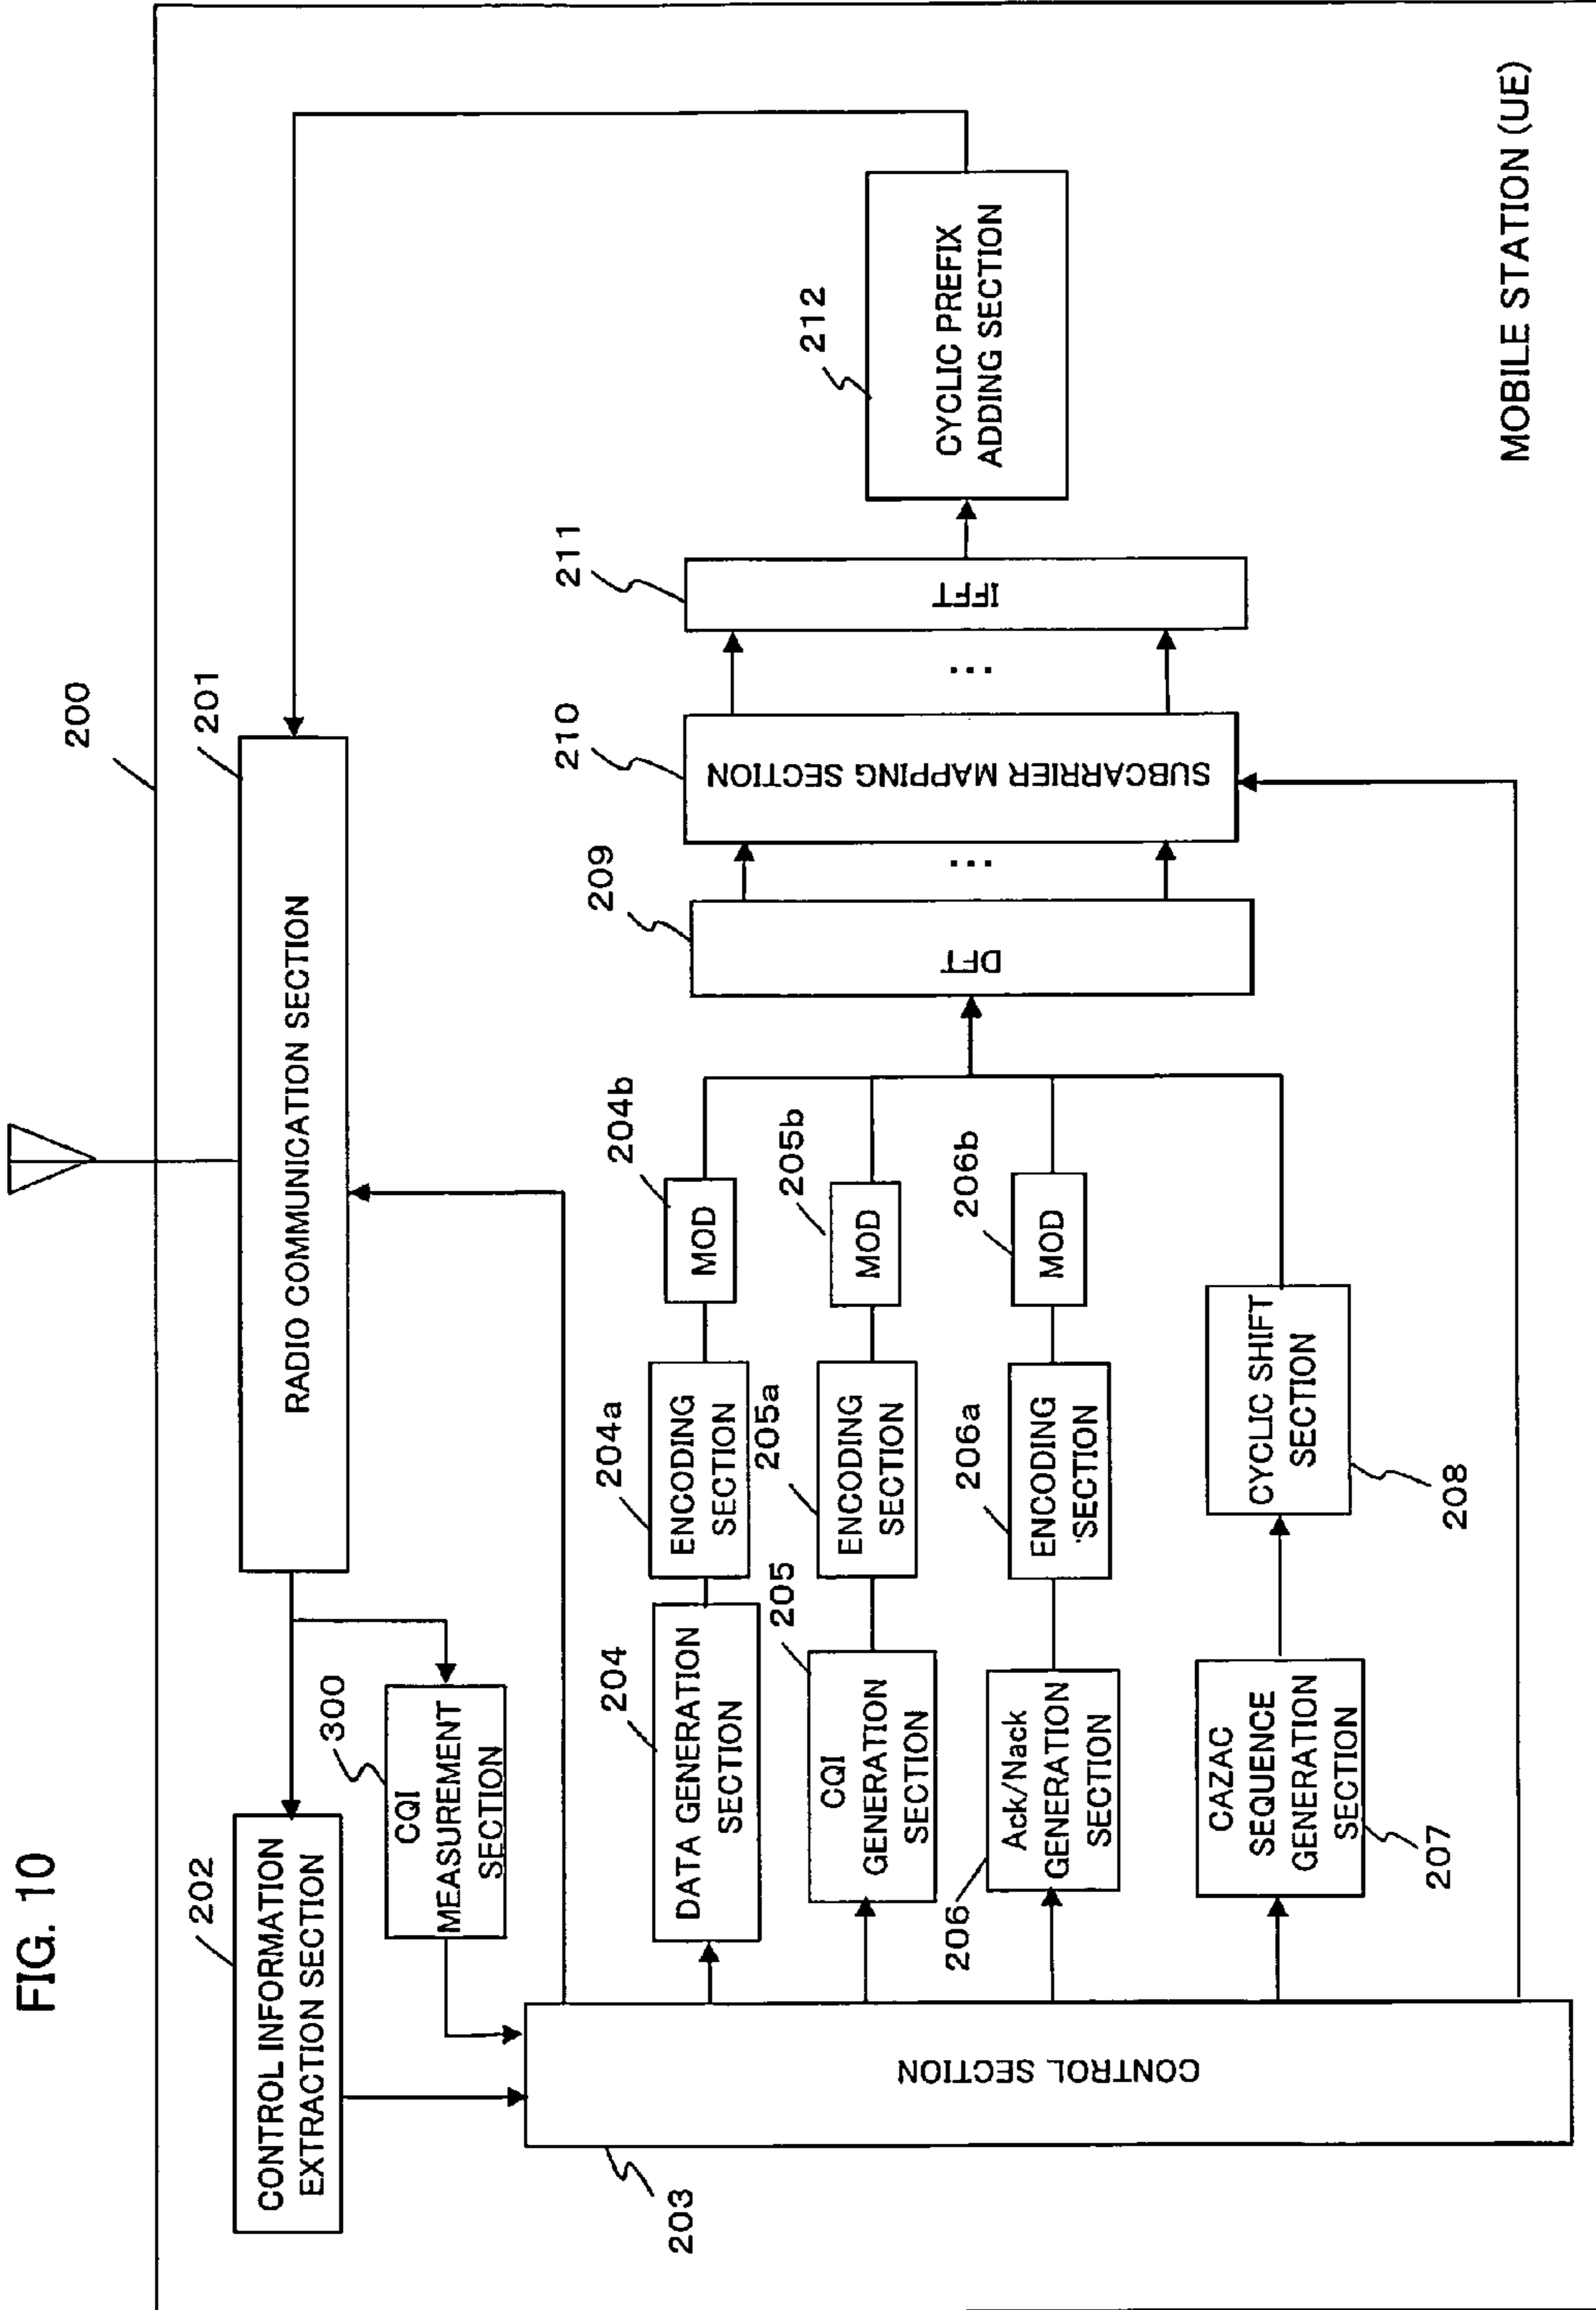 FIG. 10
200
201
RADIO COMMUNICATION SECTION
202
CONTROL INFORMATION
EXTRACTION SECTION
300
CQI
MEASUREMENT
SECTION
203
CONTROL SECTION
204
DATA GENERATION
SECTION
204a
ENCODING
SECTION
204b
MOD
205
CQI
GENERATION
SECTION
205a
ENCODING
SECTION
205b
MOD
206
Ack/Nack
GENERATION
SECTION
206a
ENCODING
SECTION
206b
MOD
207
CAZAC
SEQUENCE
GENERATION
SECTION
208
CYCLIC SHIFT
SECTION
209
DFT
...
210
SUBCARRIER MAPPING SECTION
...
211
IFFT
212
CYCLIC PREFIX
ADDING SECTION
MOBILE STATION (UE)